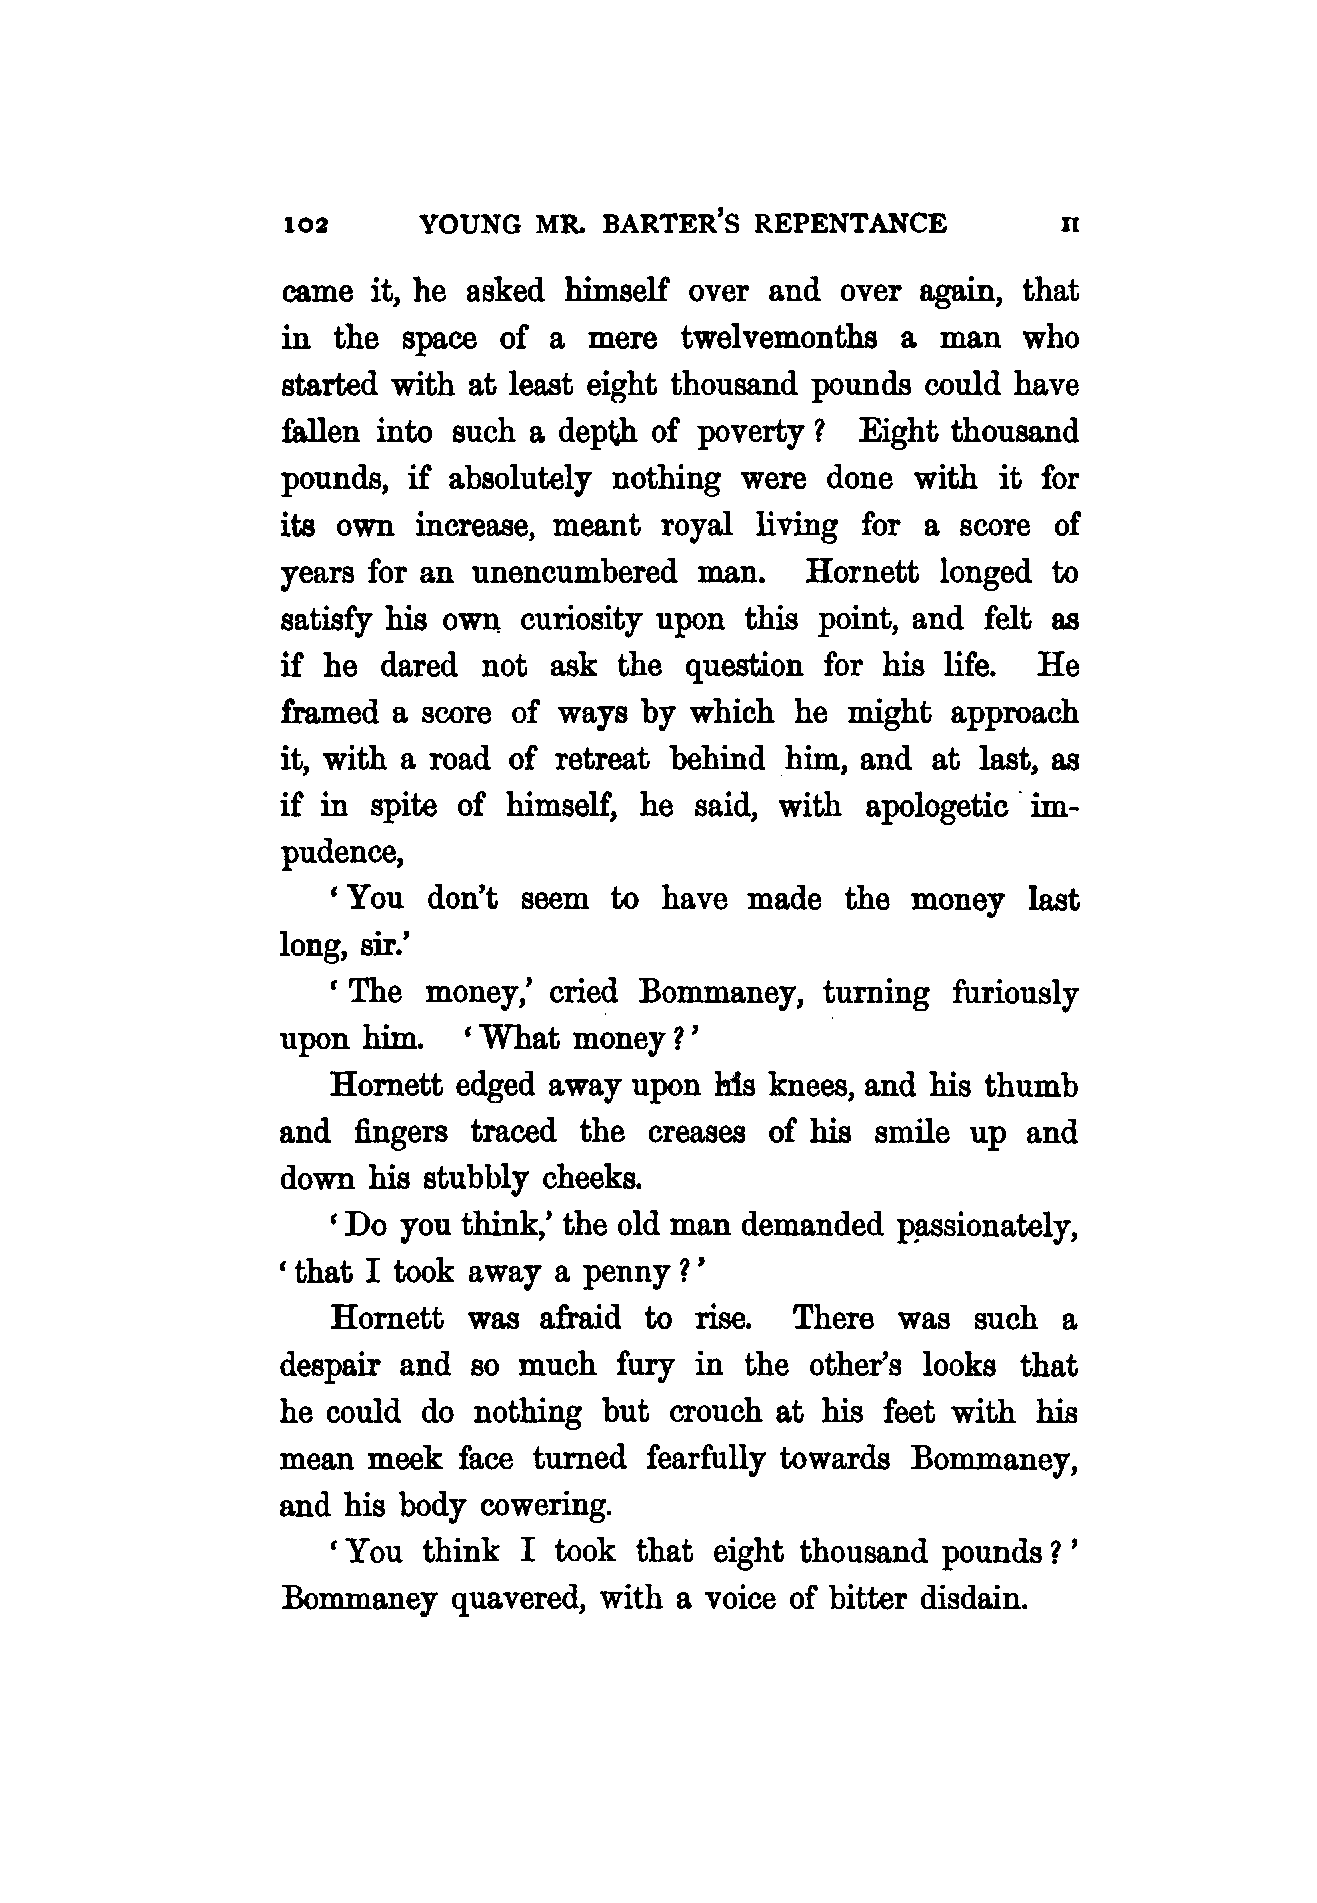 102 YOUNG MR. BARTER'S REPENTANCE II
came it, he asked himself over and over again, that
in the space of a mere twelvemonths a man who
started with at least eight thousand pounds could have
fallen into such a depth of poverty? Eight thousand
pounds, if absolutely nothing were done with it for
its own increase, meant royal living for a score of
years for an unencumbered man. Hornett longed to
satisfy his own curiosity upon this point, and felt as
if he dared not ask the question for his life. He
framed a score of ways by which he might approach
it, with a road of retreat behind him, and at last, as
if in spite of himself, he said, with apologetic im-
pudence,
‘You don’t seem to have made the money last
long, sir.’
‘The money,’ cried Bommaney, turning furiously
upon him. ‘What money?’
Hornett edged away upon his knees, and his thumb
and fingers traced the creases of his smile up and
down his stubbly cheeks.
‘Do you think,’ the old man demanded passionately,
‘that I took away a penny?’
Hornett was afraid to rise. There was such a
despair and so much fury in the other’s looks that
he could do nothing but crouch at his feet with his
mean meek face turned fearfully towards Bommaney,
and his body cowering.
‘You think I took that eight thousand pounds?’
Bommaney quavered, with a voice of bitter disdain.